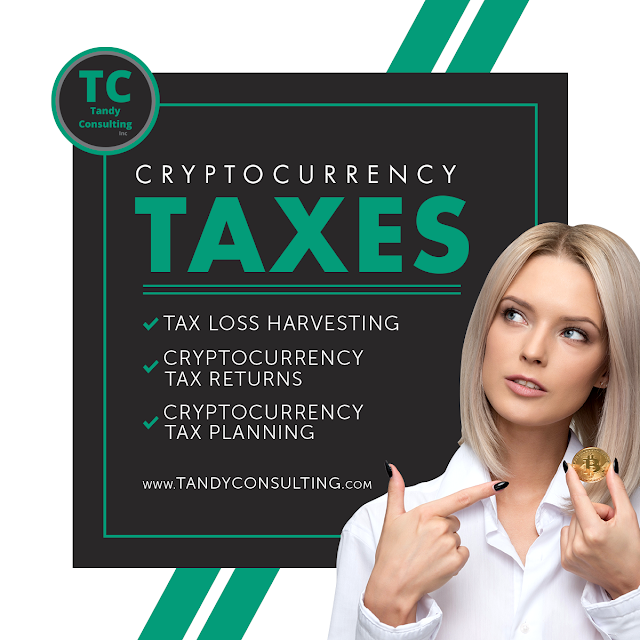 TC
Tandy
Consulting
Inc
CRYPTOCURRENCY
TAXES
TAX LOSS HARVESTING
CRYPTOCURRENCY
TAX RETURNS
CRYPTOCURRENCY
TAX PLANNING
www.TANDYCONSULTING.com